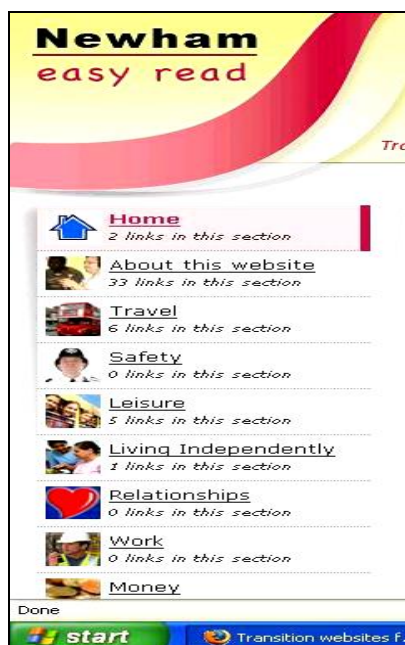 Newham
easy read
Home
2 links in this section
About this website
33 links in this section
Travel
6 links in this section
Safety
0 links in this section
Leisure
5 links in this section
Living Independently
1 links in this section
Relationships
0 links in this section
Work
0 links in this section
Money
Done
start
Transition websites f.